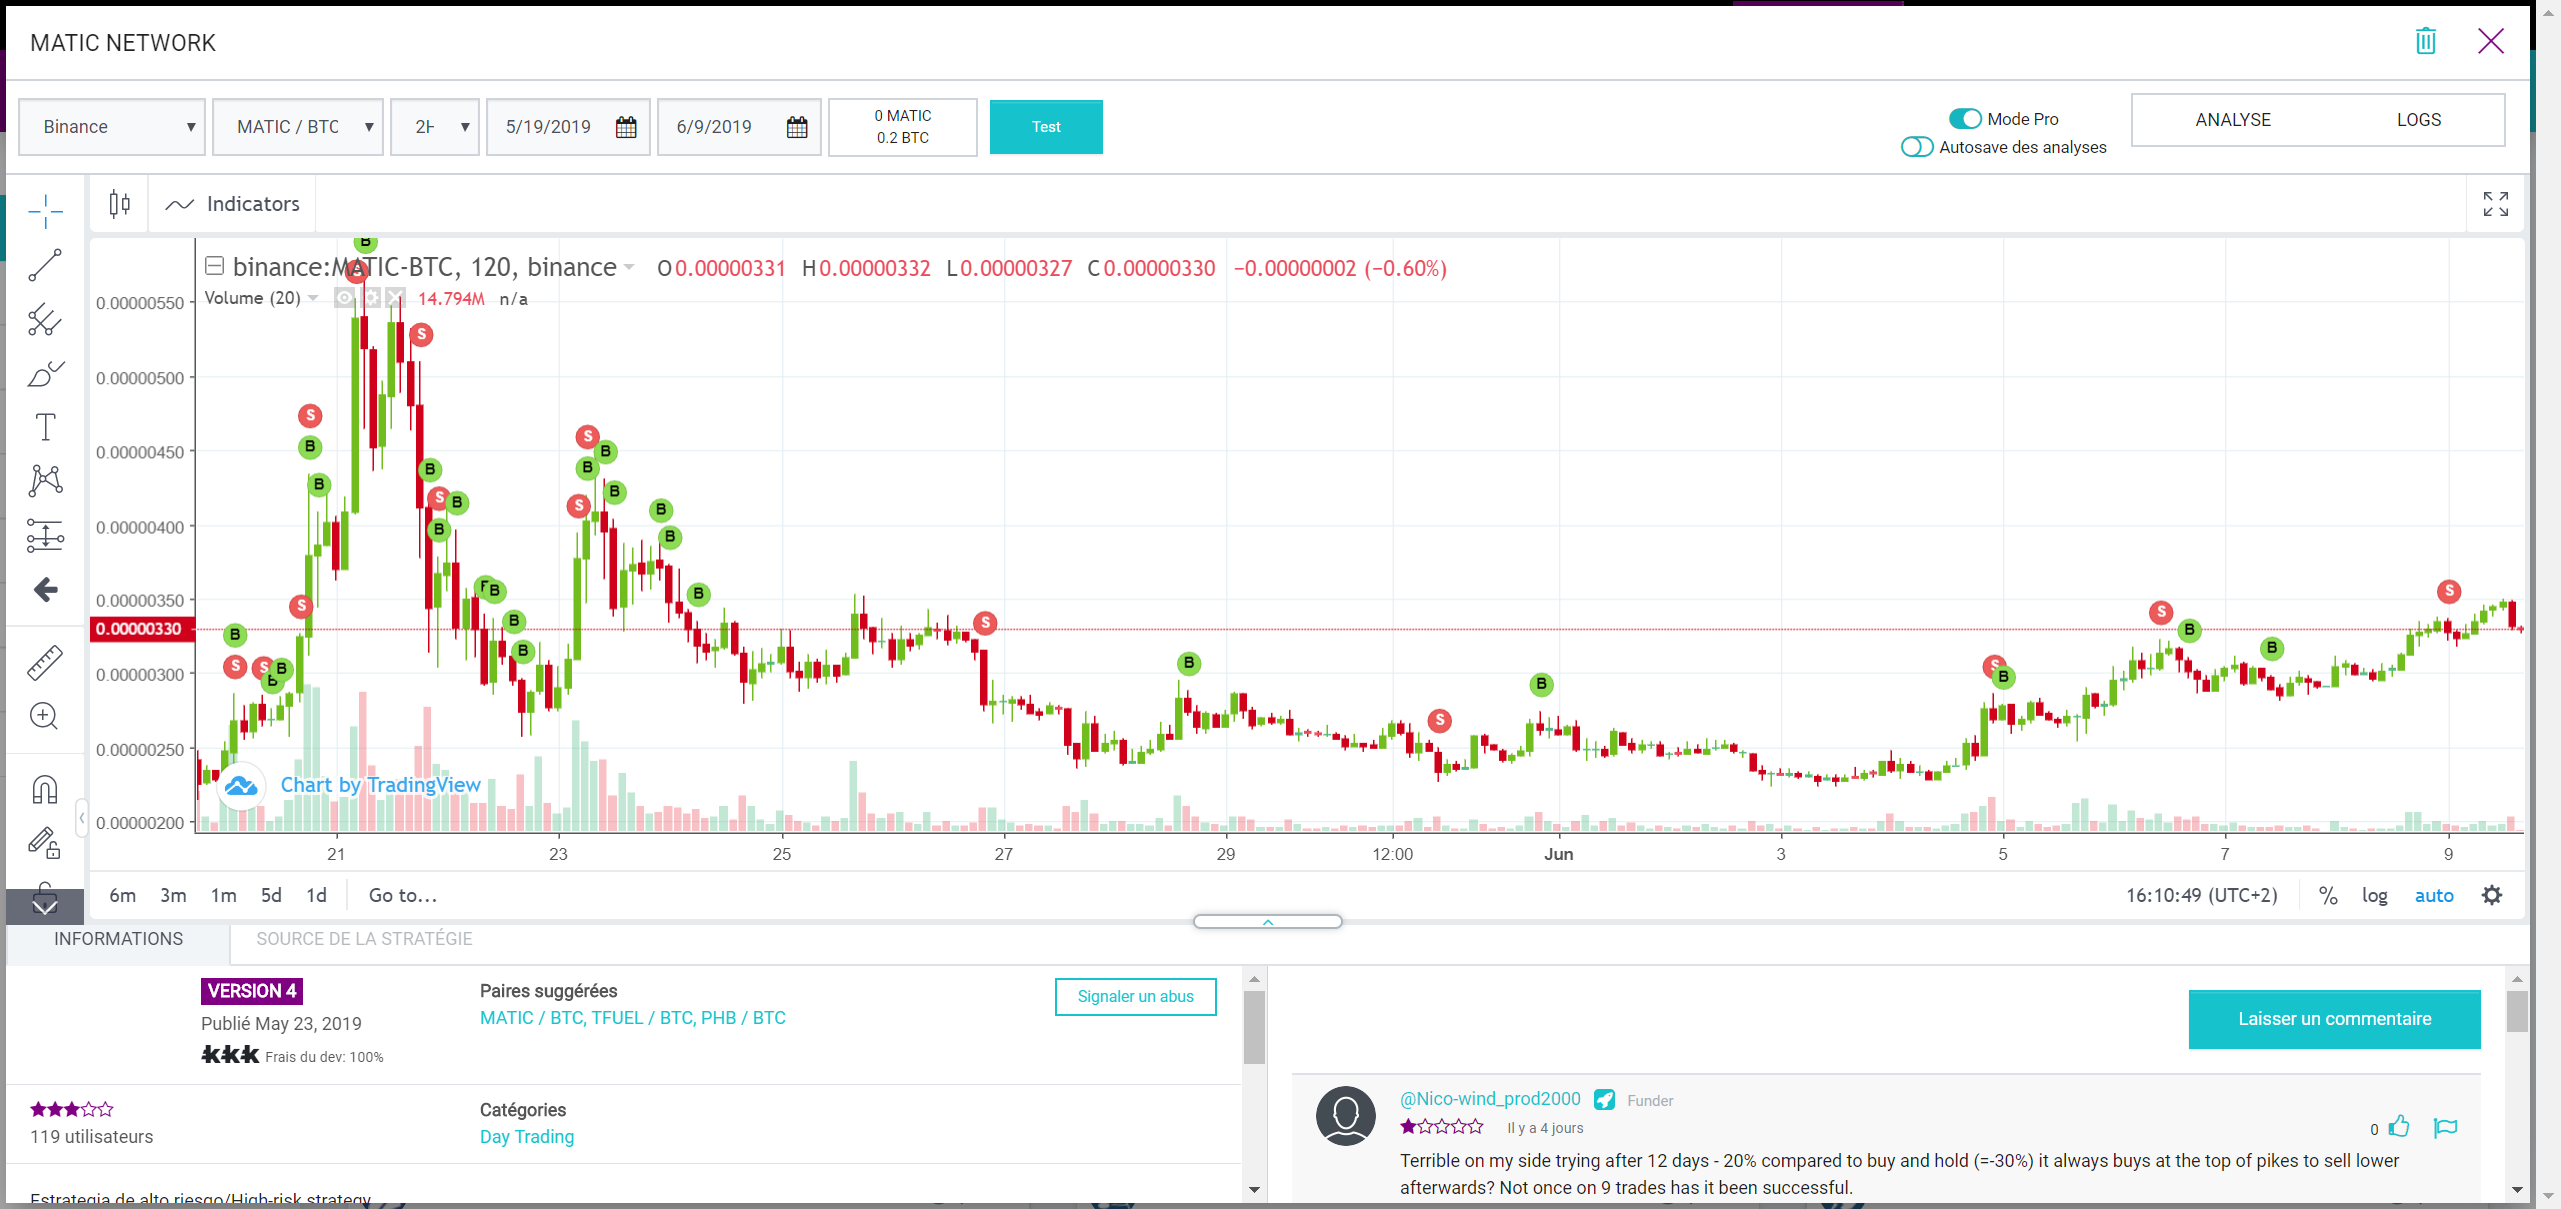 MATIC NETWORK
Binance
MATIC / BTC
5/19/2019
6/9/2019
0 MATIC
0.2 BTC
Test
Mode Pro
Autosave des analyses
ANALYSE
LOGS
Indicators
binance:MATIC-BTC, 120, binance O0.00000331 H0.00000332 L0.00000327 C0.00000330 −0.00000002 (−0.60%)
Volume (20) 14.794M n/a
0.00000550
0.00000500
0.00000450
0.00000400
0.00000350
0.00000330
0.00000300
0.00000250
0.00000200
B
S
S
B
B
B
S
B
S
B
S
B
B
S
B
B
B
B
S
B
B
S
B
S
B
B
B
B
S
B
S
B
S
B
S
B
B
S
Chart by TradingView
21 23 25 27 29 12:00 Jun 3 5 7 9
6m 3m 1m 5d 1d Go to...
16:10:49 (UTC+2) % log auto
INFORMATIONS
SOURCE DE LA STRATÉGIE
VERSION 4
Publié May 23, 2019
Frais du dev: 100%
Paires suggérées
MATIC / BTC, TFUEL / BTC, PHB / BTC
Signaler un abus
119 utilisateurs
Catégories
Day Trading
Estrategia de alto riesgo/High-risk strategy
Laisser un commentaire
@Nico-wind_prod2000 Funder
Il y a 4 jours
0
Terrible on my side trying after 12 days - 20% compared to buy and hold (=-30%) it always buys at the top of pikes to sell lower
afterwards? Not once on 9 trades has it been successful.